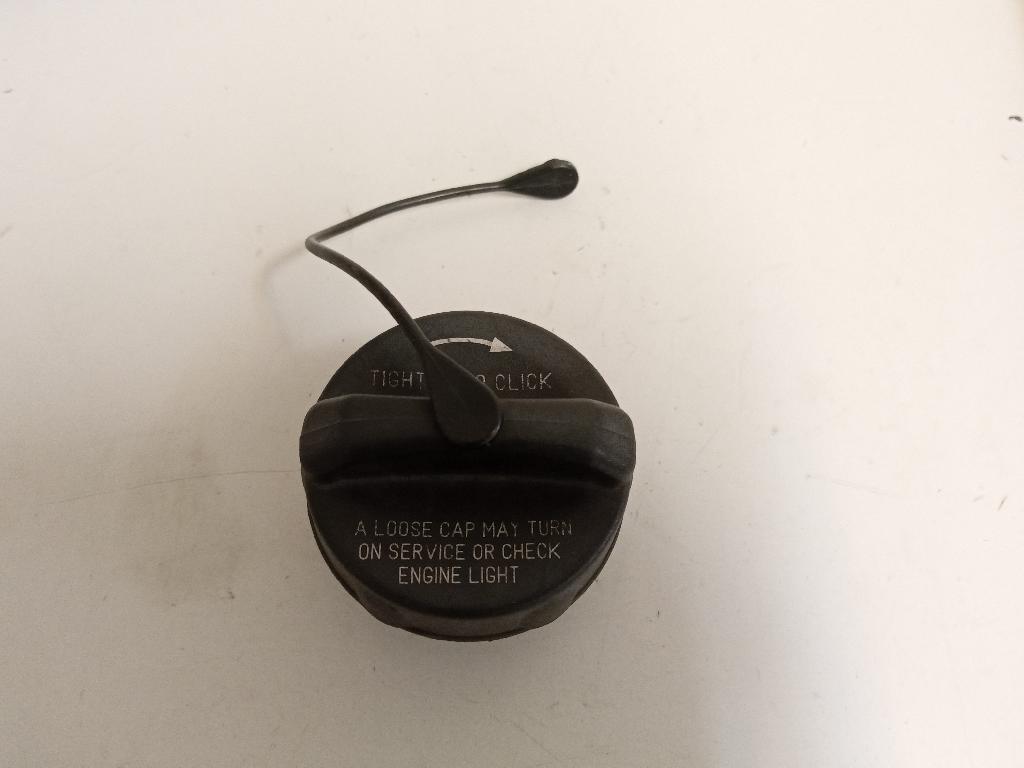 TIGHT CLICK
A LOOSE CAP MAY TURN
ON SERVICE OR CHECK
ENGINE LIGHT